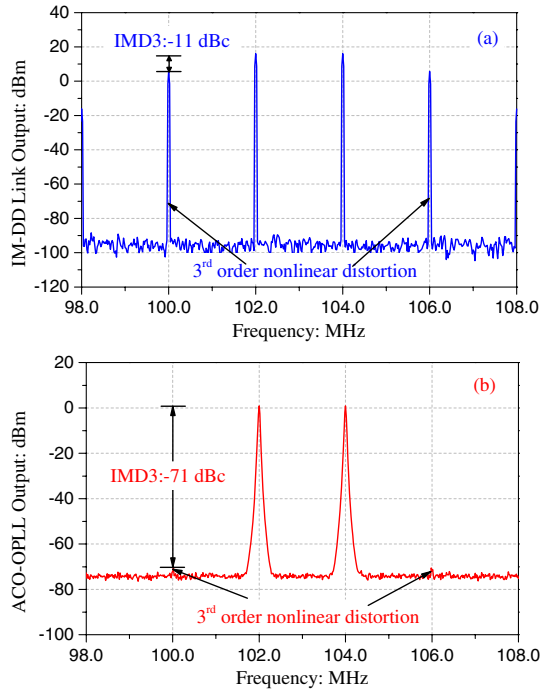 IMD3:-11 dBc
(a)
40
20
0
-20
-40
-60
-80
-100
120
IM-DD Link Output: dBm
3rd order nonlinear distortion
98.0 100.0 102.0 104.0 106.0 108.0
Frequency: MHz
(b)
20
0
-20
-40
-60
-80
-100
ACO-OPLL Output: dBm
IMD3:-71 dBc
3rd order nonlinear distortion
98.0 100.0 102.0 104.0 106.0 108.0
Frequency: MHz